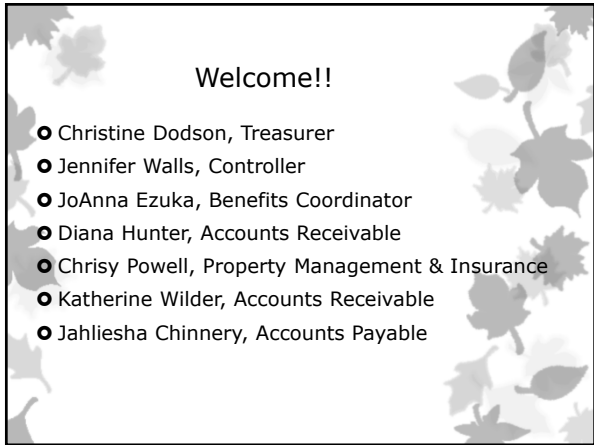 Welcome!!
Christine Dodson, Treasurer
Jennifer Walls, Controller
JoAnna Ezuka, Benefits Coordinator
Diana Hunter, Accounts Receivable
Chrisy Powell, Property Management & Insurance
Katherine Wilder, Accounts Receivable
Jahliesha Chinnery, Accounts Payable